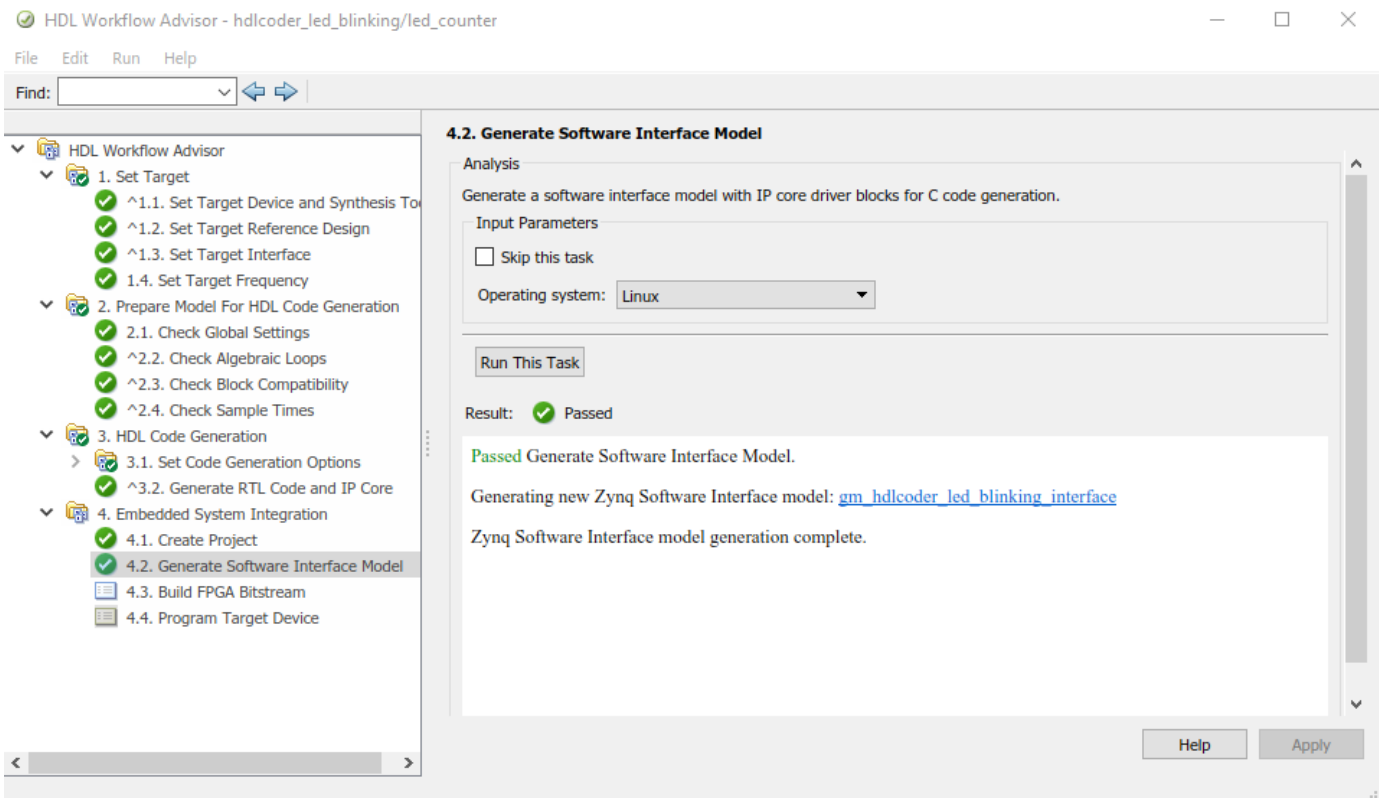 HDL Workflow Advisor - hdlcoder_led_blinking/led_counter
File Edit Run Help
Find:
HDL Workflow Advisor
1. Set Target
^1.1. Set Target Device and Synthesis Too
^1.2. Set Target Reference Design
^1.3. Set Target Interface
1.4. Set Target Frequency
2. Prepare Model For HDL Code Generation
2.1. Check Global Settings
^2.2. Check Algebraic Loops
^2.3. Check Block Compatibility
^2.4. Check Sample Times
3. HDL Code Generation
3.1. Set Code Generation Options
^3.2. Generate RTL Code and IP Core
4. Embedded System Integration
4.1. Create Project
4.2. Generate Software Interface Model
4.3. Build FPGA Bitstream
4.4. Program Target Device
4.2. Generate Software Interface Model
Analysis
Generate a software interface model with IP core driver blocks for C code generation.
Input Parameters
Skip this task
Operating system: Linux
Run This Task
Result: Passed
Passed Generate Software Interface Model.
Generating new Zynq Software Interface model: gm_hdlcoder_led_blinking_interface
Zynq Software Interface model generation complete.
Help Apply